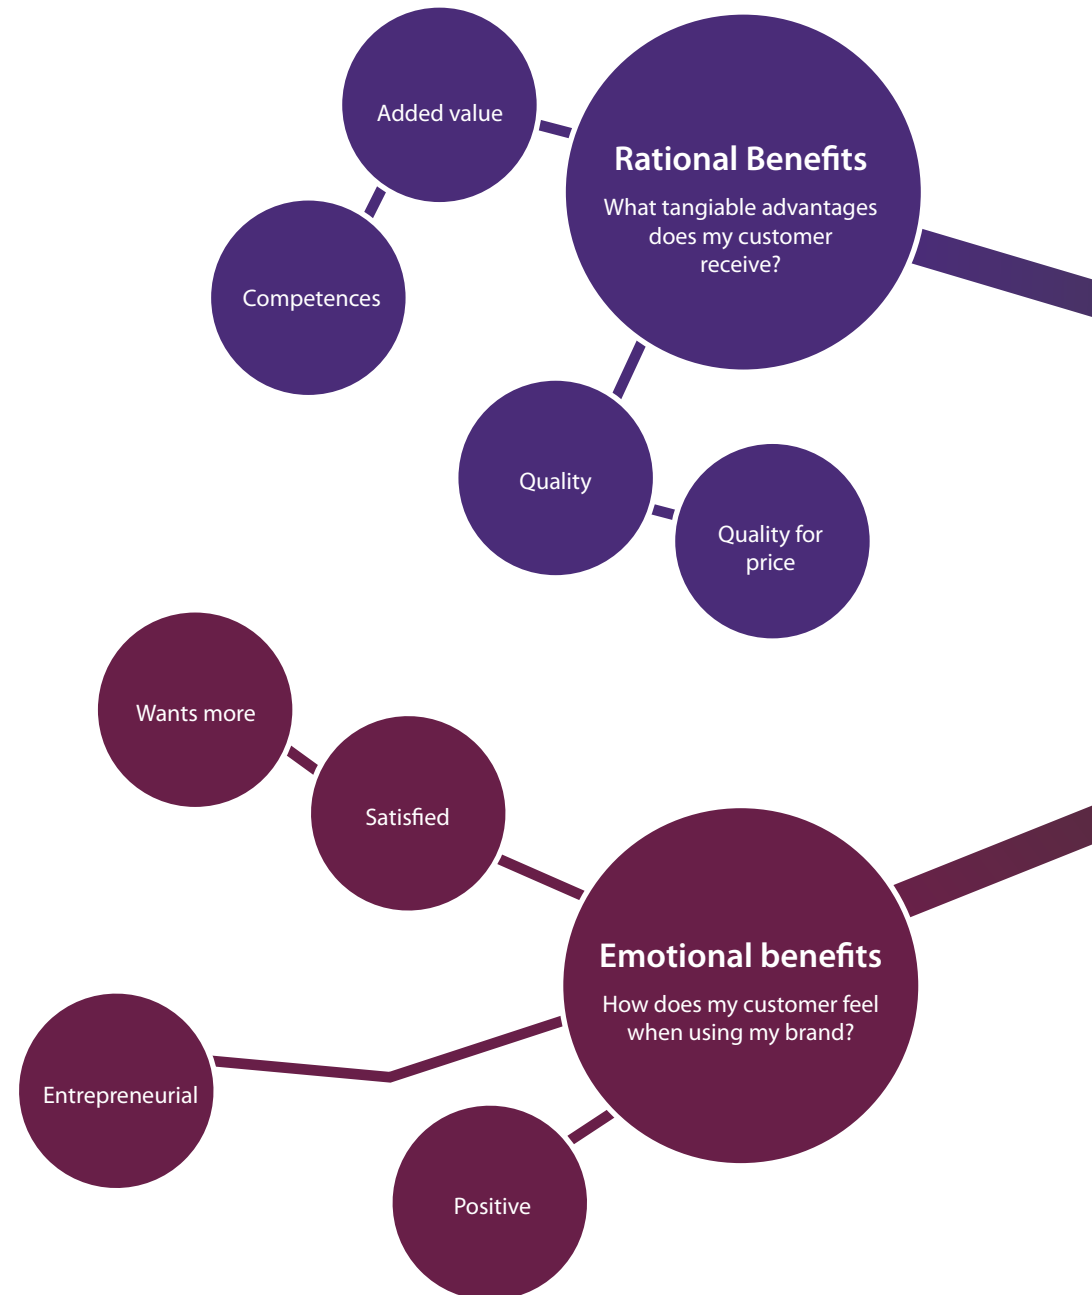 Added value
Rational Benefits
What tangiable advantages
does my customer
receive?
Competences
Quality
Quality for
price
Wants more
Satisfied
Emotional benefits
How does my customer feel
when using my brand?
Entrepreneurial
Positive